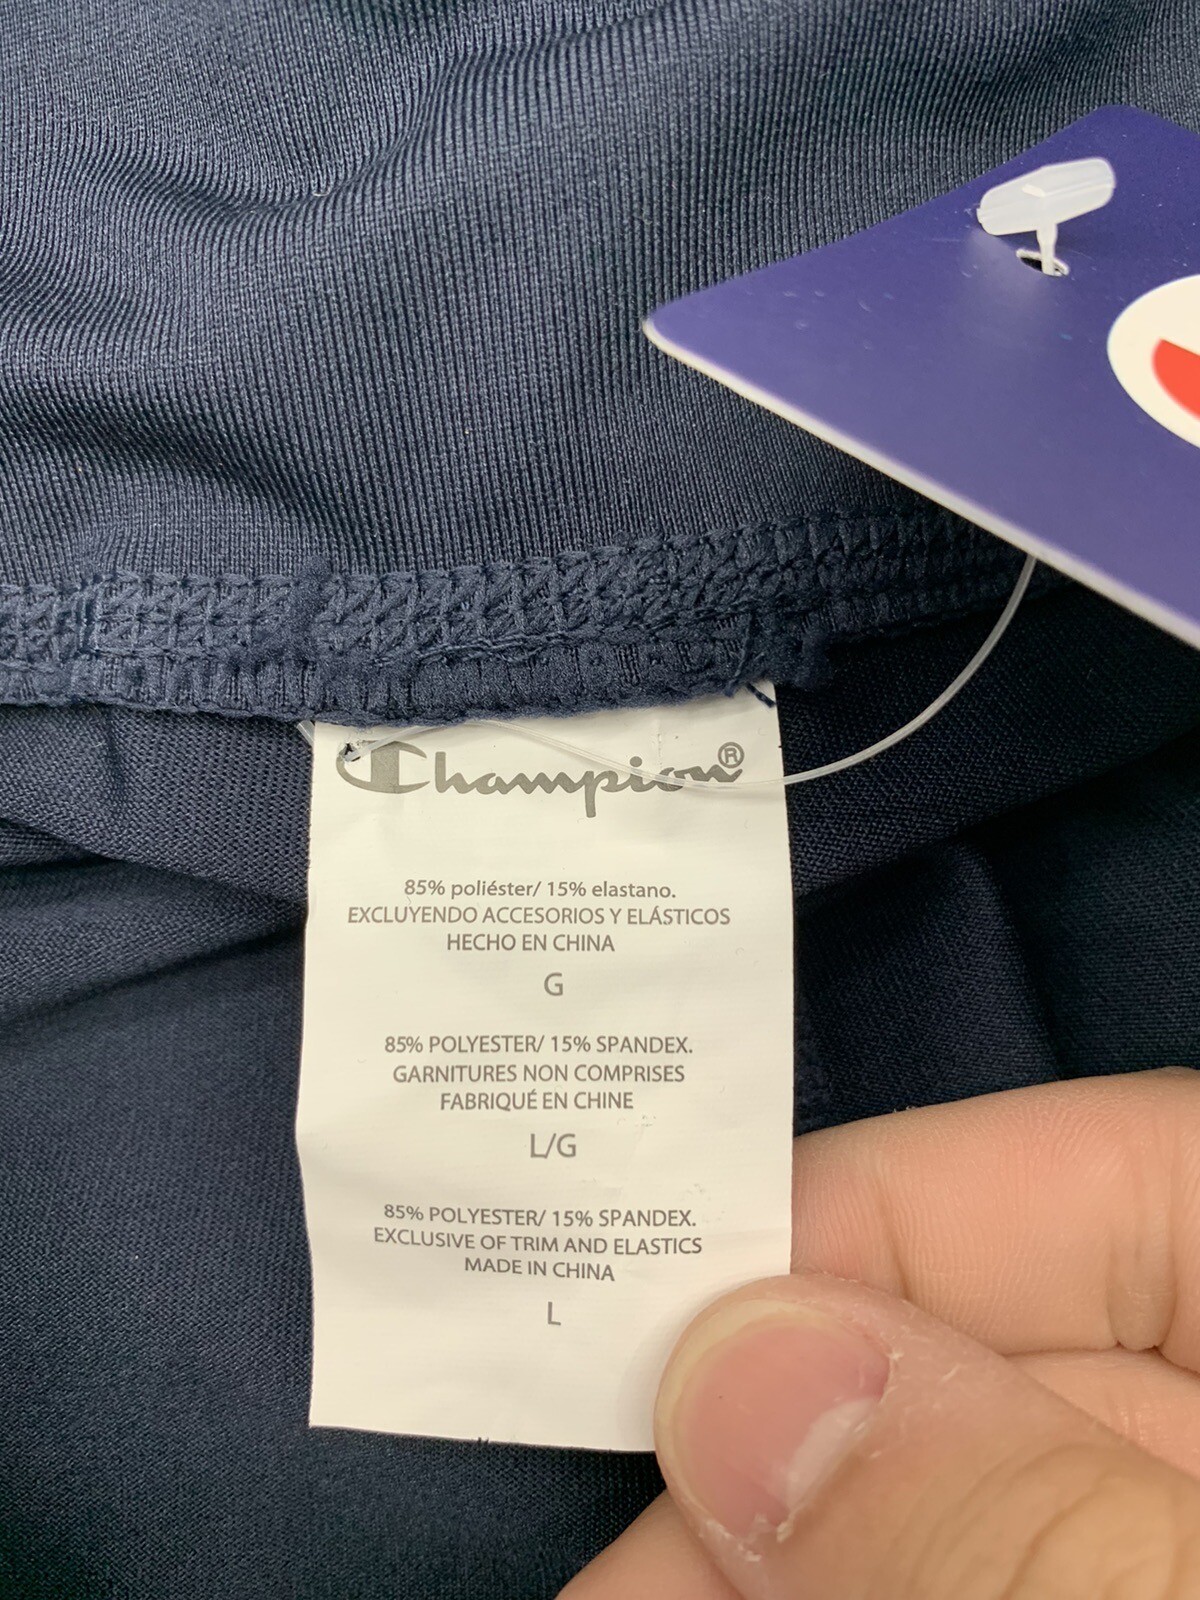 Champion®
85% poliéster/ 15% elastano.
EXCLUYENDO ACCESORIOS Y ELÁSTICOS
HECHO EN CHINA
G
85% POLYESTER/ 15% SPANDEX.
GARNITURES NON COMPRISES
FABRIQUÉ EN CHINE
L/G
85% POLYESTER/ 15% SPANDEX.
EXCLUSIVE OF TRIM AND ELASTICS
MADE IN CHINA
L